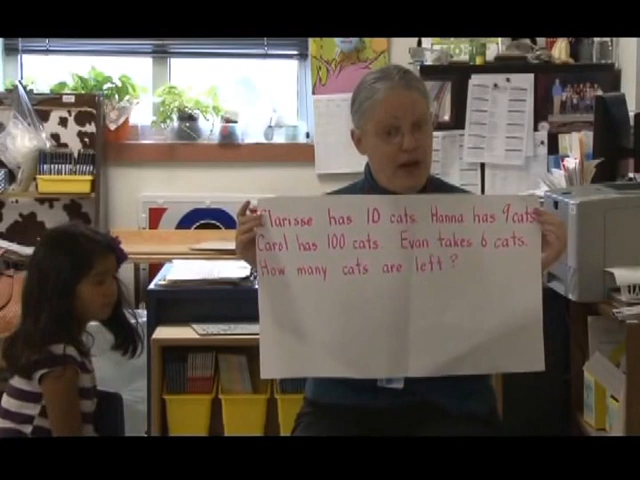 Clarisse has 10 cats. Hanna has 9 cats.
Carol has 100 cats. Evan takes 6 cats.
How many cats are left?